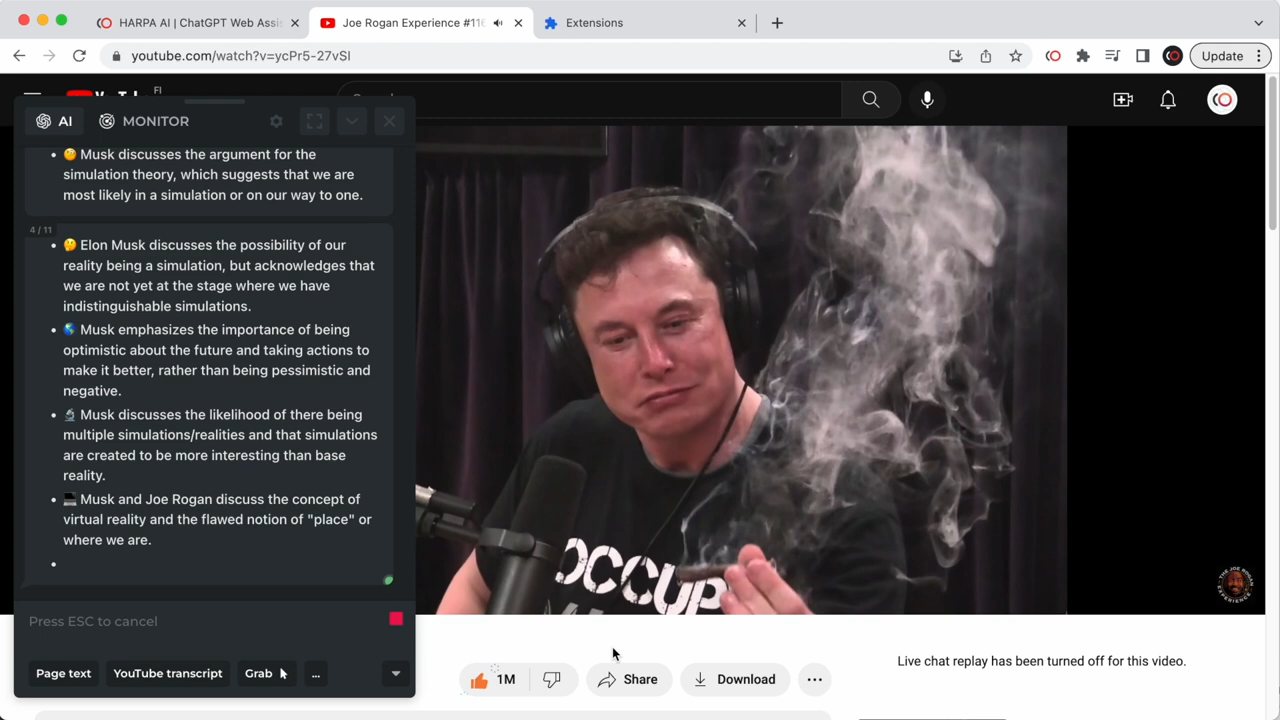 HARPA AI | ChatGPT Web Assis
Joe Rogan Experience #116
Extensions
youtube.com/watch?v=ycPr5-27vSI
Update
FI
AI
MONITOR
🤔 Musk discusses the argument for the
simulation theory, which suggests that we are
most likely in a simulation or on our way to one.
4 / 11
🤔 Elon Musk discusses the possibility of our
reality being a simulation, but acknowledges that
we are not yet at the stage where we have
indistinguishable simulations.
🌎 Musk emphasizes the importance of being
optimistic about the future and taking actions to
make it better, rather than being pessimistic and
negative.
🔬 Musk discusses the likelihood of there being
multiple simulations/realities and that simulations
are created to be more interesting than base
reality.
💻 Musk and Joe Rogan discuss the concept of
virtual reality and the flawed notion of "place" or
where we are.
Press ESC to cancel
Page text
YouTube transcript
Grab
...
OCCUP
THE JOE ROGAN
EXPERIENCE
1M
Share
Download
Live chat replay has been turned off for this video.